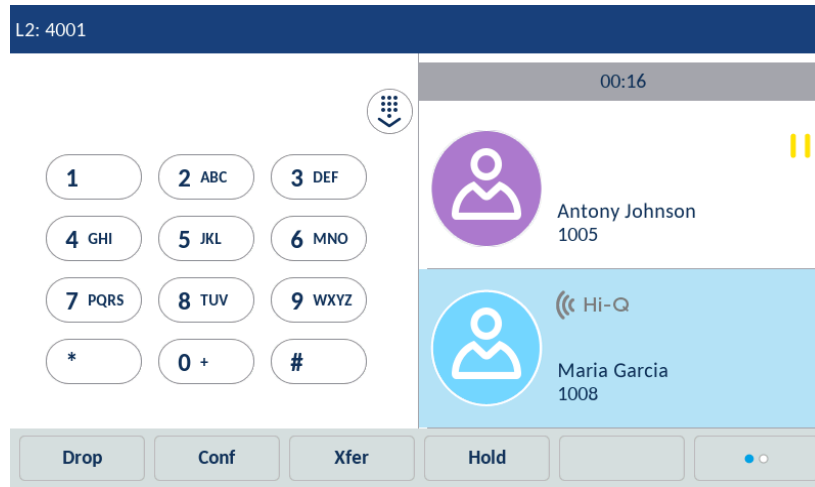 L2: 4001
00:16
1
2 ABC
3 DEF
4 GHI
5 JKL
6 MNO
7 PQRS
8 TUV
9 WXYZ
*
0 +
#
Antony Johnson
1005
Hi-Q
Maria Garcia
1008
Drop
Conf
Xfer
Hold